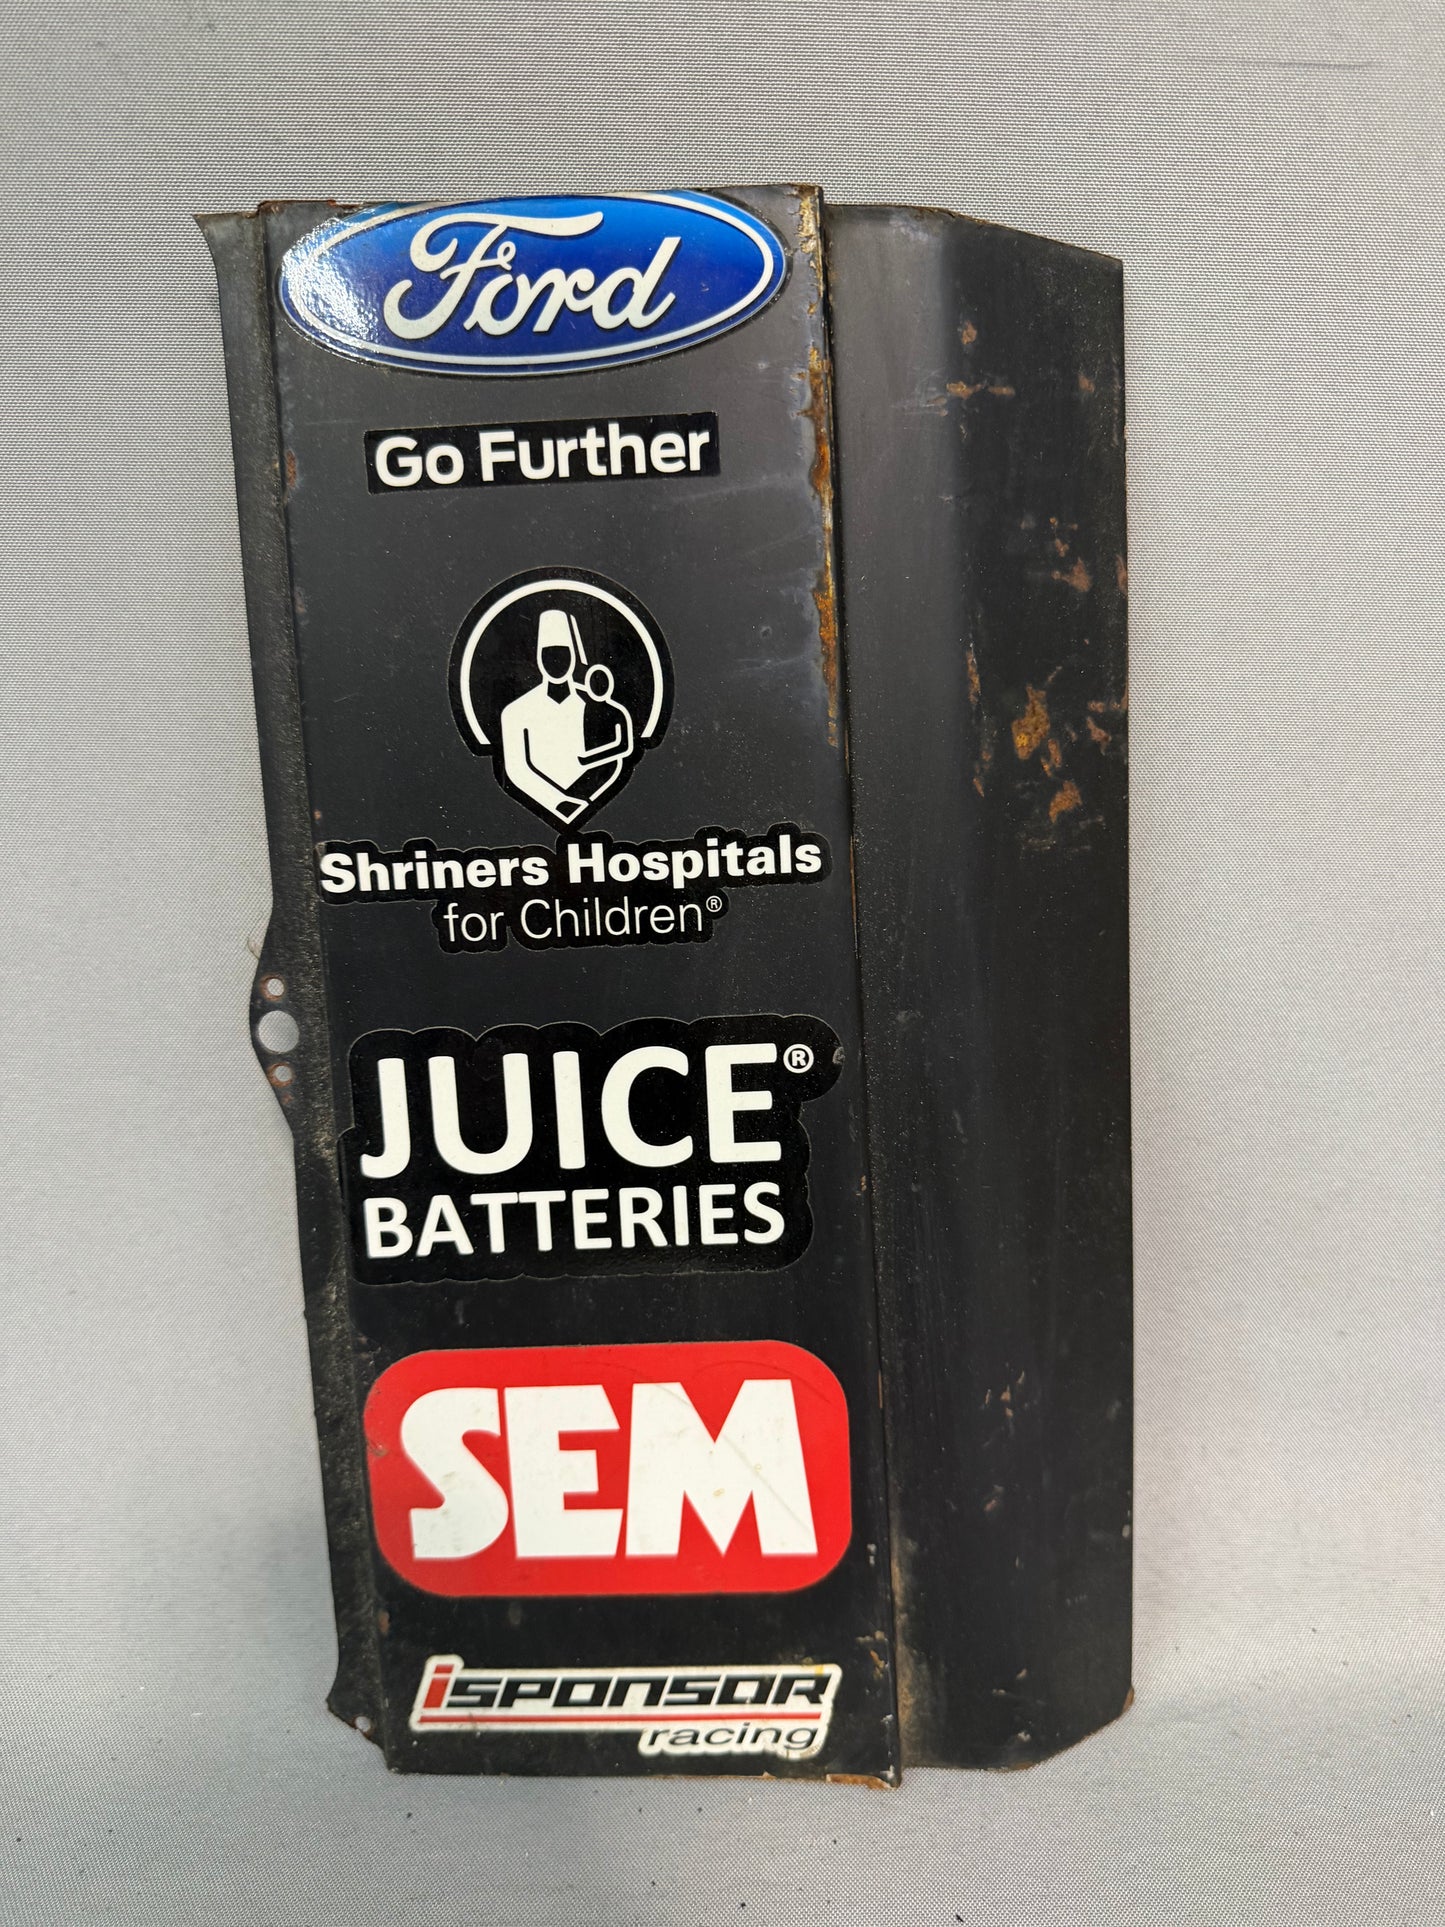 Ford
Go Further
Shriners Hospitals
for Children®
JUICE®
BATTERIES
SEM
iSPONSOR
racing